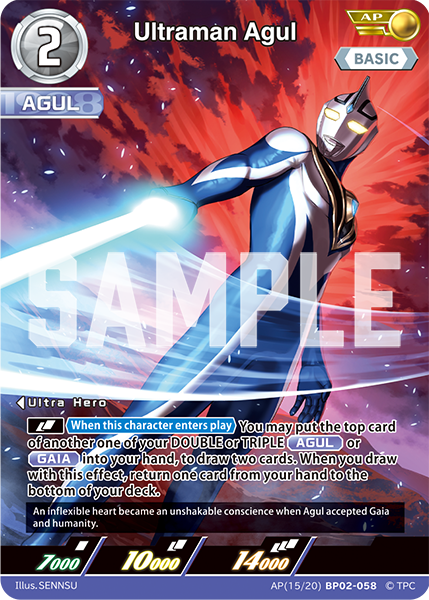 2
Ultraman Agul
AP
BASIC
1998
AGUL
SAMPLE
Ultra Hero
When this character enters play You may put the top card
of another one of your DOUBLE or TRIPLE AGUL or
GAIA into your hand, to draw two cards. When you draw
with this effect, return one card from your hand to the
bottom of your deck.
An inflexible heart became an unshakable conscience when Agul accepted Gaia
and humanity.
7000 10000 14000
Illus. SENNSU AP(15/20) BP02-058 © TPC